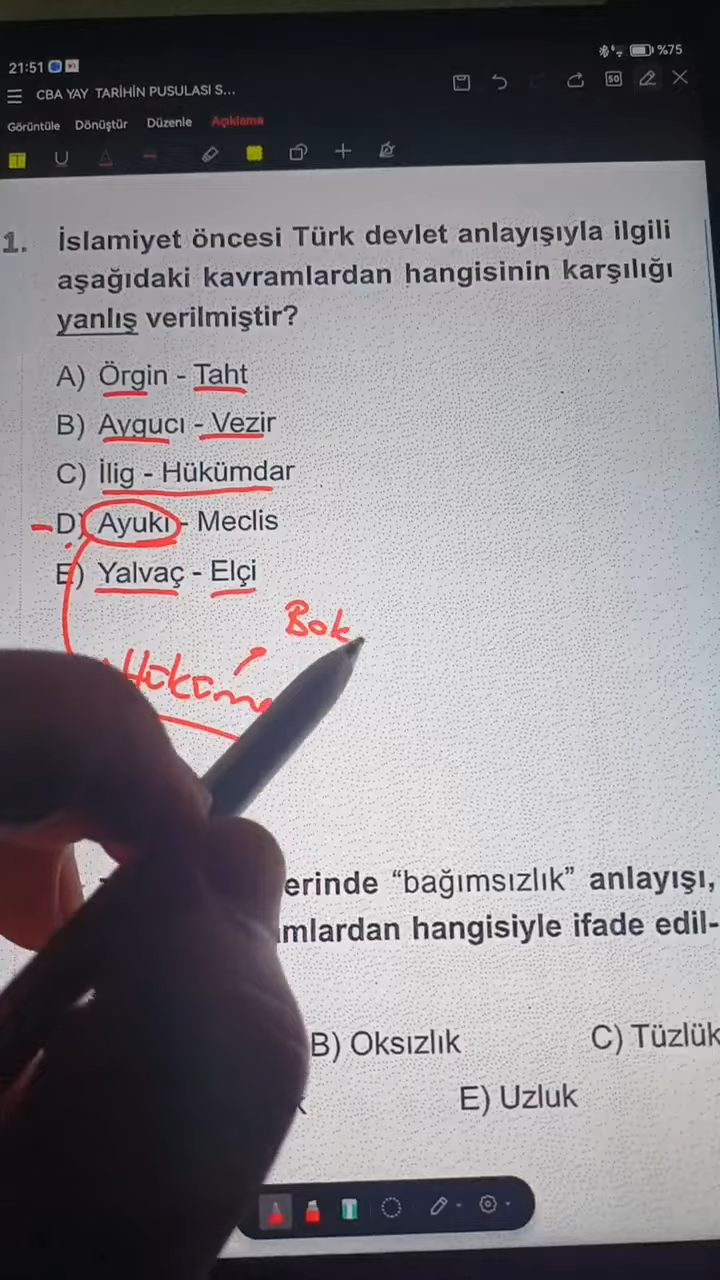 21:51 %75
CBA YAY TARİHİN PUSULASI S...
Görüntüle Dönüştür Düzenle Açıklama
1. İslamiyet öncesi Türk devlet anlayışıyla ilgili
aşağıdaki kavramlardan hangisinin karşılığı
yanlış verilmiştir?
A) Örgin - Taht
B) Aygucı - Vezir
C) İlig - Hükümdar
D) Ayukı - Meclis
E) Yalvaç - Elçi
Bok
erinde “bağımsızlık” anlayışı,
mlardan hangisiyle ifade edil-
B) Oksızlık C) Tüzlük
E) Uzluk